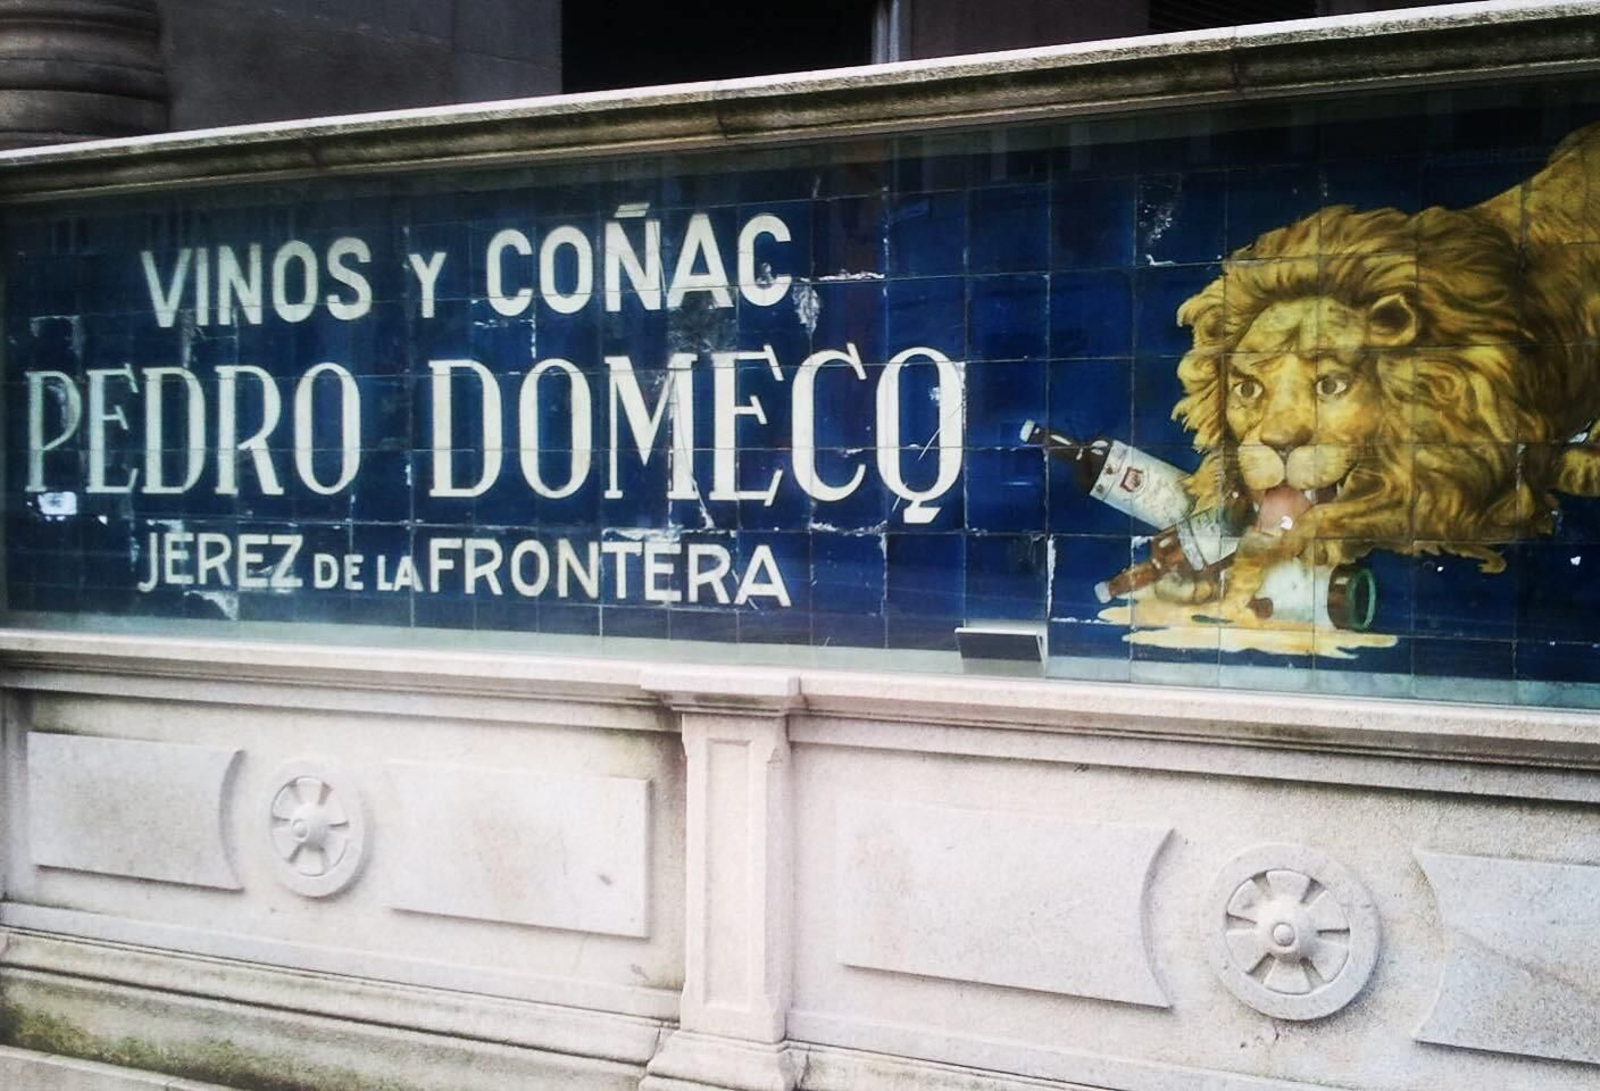 VINOS Y COÑAC
PEDRO DOMECQ
JEREZ DE LA FRONTERA